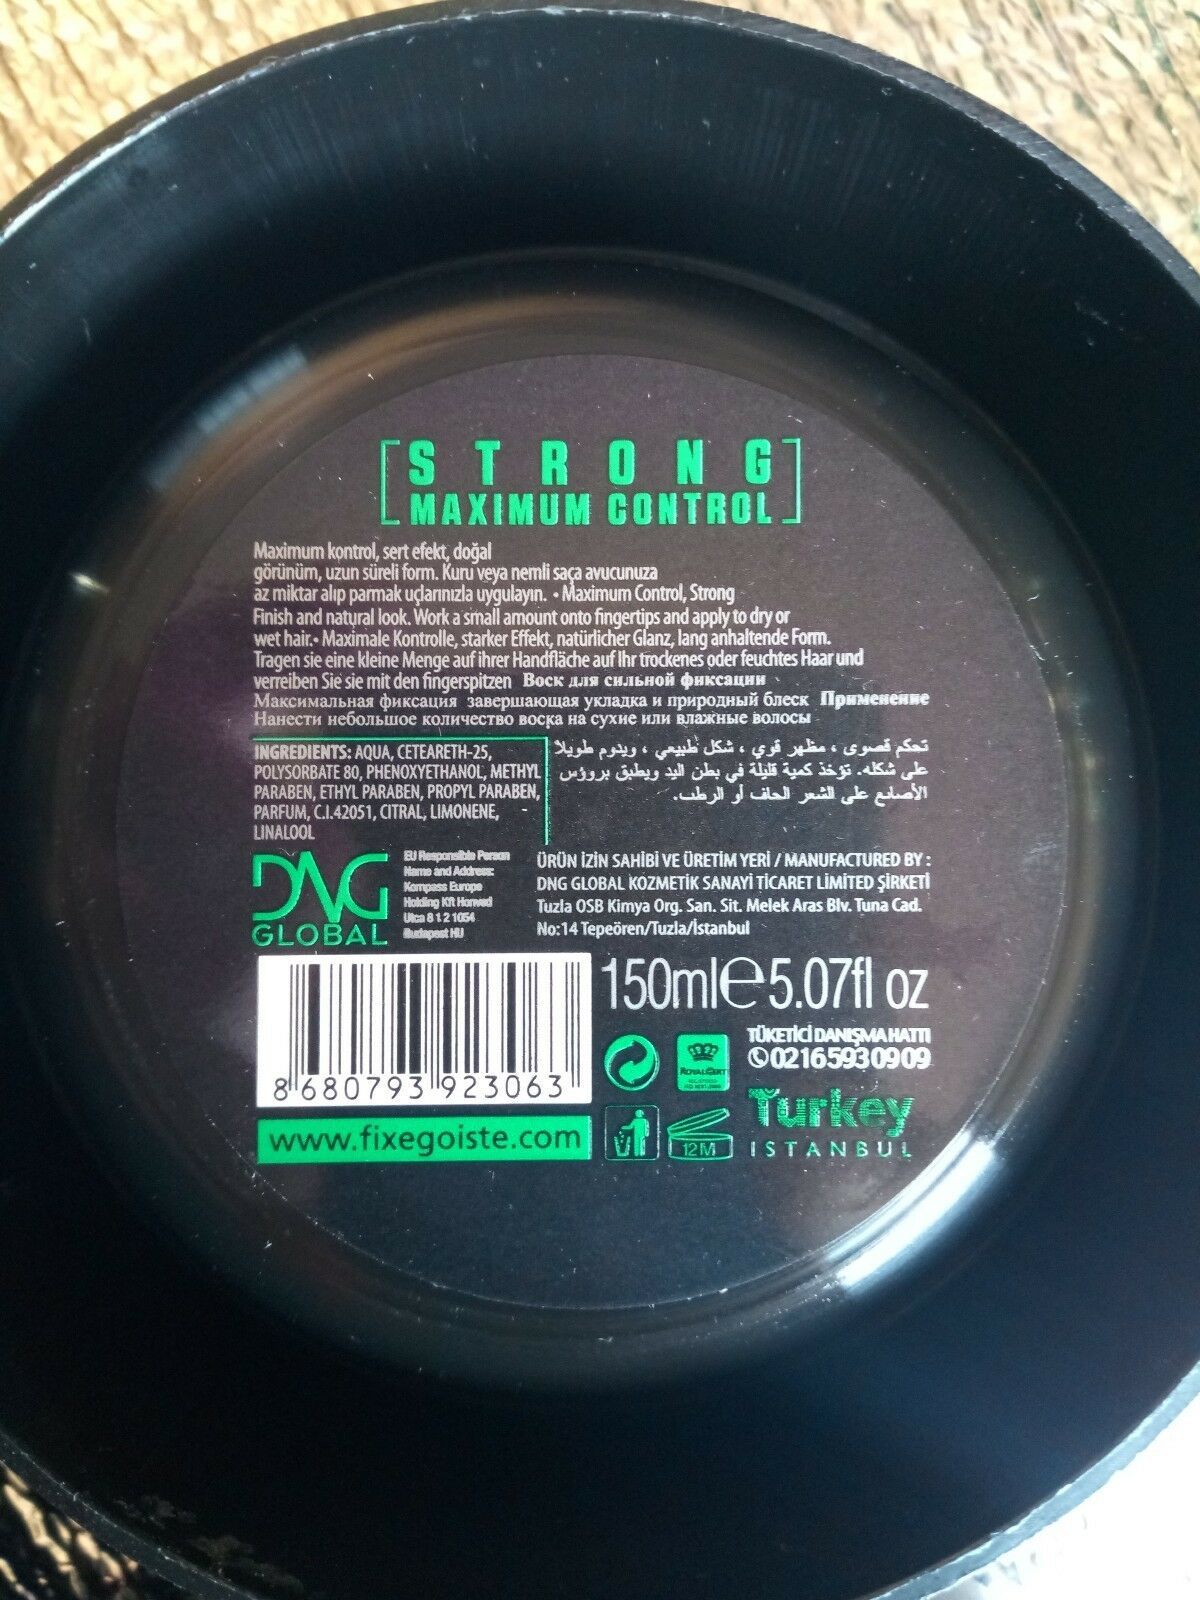 STRONG
MAXIMUM CONTROL
Maximum kontrol, sert efekt, doğal
görünüm, uzun süreli form. Kuru veya nemli saça avucunuza
az miktar alıp parmak uçlarınızla uygulayın. • Maximum Control, Strong
Finish and natural look. Work a small amount onto fingertips and apply to dry or
wet hair. • Maximale Kontrolle, starker Effekt, natürlicher Glanz, lang anhaltende Form.
Tragen sie eine kleine Menge auf ihrer Handfläche auf Ihr trockenes oder feuchtes Haar und
verreiben Sie sie mit den fingerspitzen Воск для сильной фиксации
Максимальная фиксация завершающая укладка и природный блеск Применение
Нанести небольшое количество воска на сухие или влажные волосы
INGREDIENTS: AQUA, CETEARETH-25,
POLYSORBATE 80, PHENOXYETHANOL, METHYL
PARABEN, ETHYL PARABEN, PROPYL PARABEN,
PARFUM, C.I.42051, CITRAL, LIMONENE,
LINALOOL
تحكم قصوى ، مظهر قوي ، شكل طبيعي ، ويدوم طويلا
على شكله. تؤخذ كمية قليلة في بطن اليد ويطبق برؤس
الأصابع على الشعر الجاف أو الرطب.
DNG
GLOBAL
EU Responsible Person
Name and Address:
Kompass Europe
Holding Kft Honved
Utca 8 1 2 1054
Budapest HU
ÜRÜN İZİN SAHİBİ VE ÜRETİM YERİ / MANUFACTURED BY :
DNG GLOBAL KOZMETİK SANAYİ TİCARET LİMİTED ŞİRKETİ
Tuzla OSB Kimya Org. San. Sit. Melek Aras Blv. Tuna Cad.
No:14 Tepeören/Tuzla/İstanbul
150ml℮5.07fl oz
8 680793 923063
TÜKETİCİ DANIŞMA HATTI
02165930909
ROYALCERT
www.fixegoiste.com
12M
Turkey
ISTANBUL